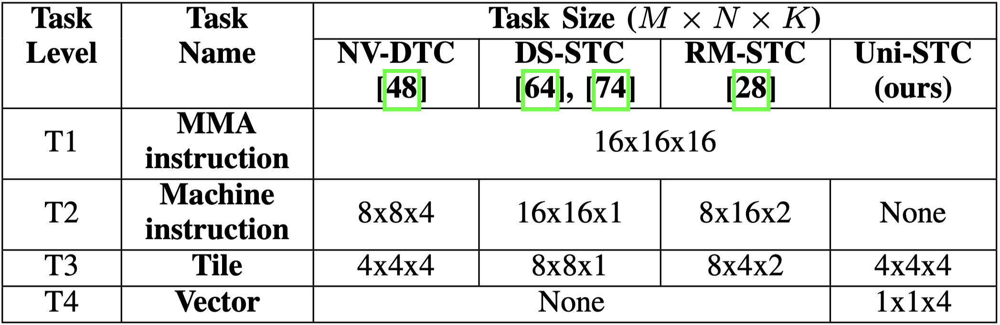 Task Level
Task Name
Task Size (M × N × K)
NV-DTC [48]
DS-STC [64], [74]
RM-STC [28]
Uni-STC (ours)
T1
MMA instruction
16x16x16
T2
Machine instruction
8x8x4
16x16x1
8x16x2
None
T3
Tile
4x4x4
8x8x1
8x4x2
4x4x4
T4
Vector
None
1x1x4